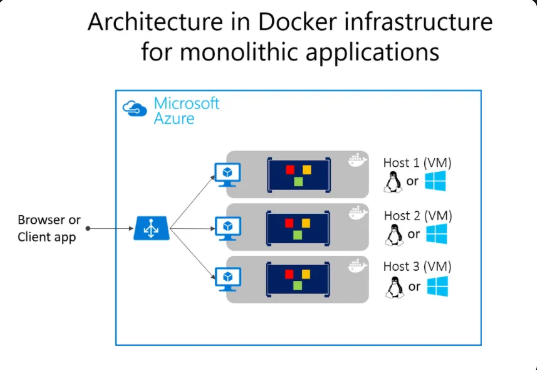 Architecture in Docker infrastructure
for monolithic applications
Microsoft
Azure
Browser or
Client app
Host 1 (VM)
or
Host 2 (VM)
or
Host 3 (VM)
or